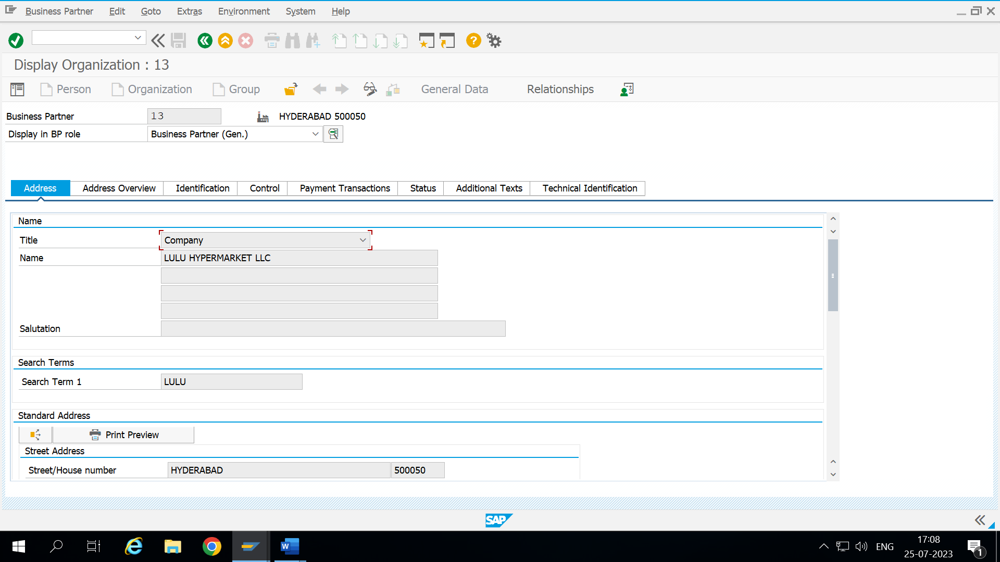 Business Partner Edit Goto Extras Environment System Help
Display Organization : 13
Person Organization Group General Data Relationships
Business Partner 13 HYDERABAD 500050
Display in BP role Business Partner (Gen.)
Address Address Overview Identification Control Payment Transactions Status Additional Texts Technical Identification
Name
Title Company
Name LULU HYPERMARKET LLC
Salutation
Search Terms
Search Term 1 LULU
Standard Address
Print Preview
Street Address
Street/House number HYDERABAD 500050
SAP
ENG 17:08
25-07-2023 1